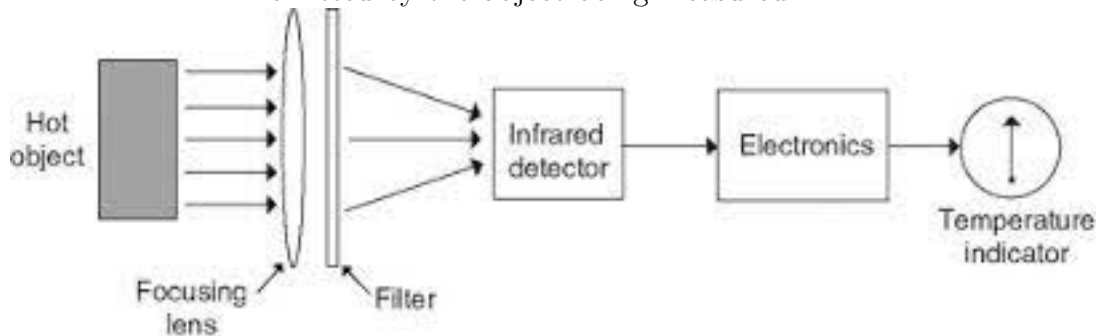 Hot
object
Infrared
detector
Electronics
Temperature
indicator
Focusing
lens
Filter